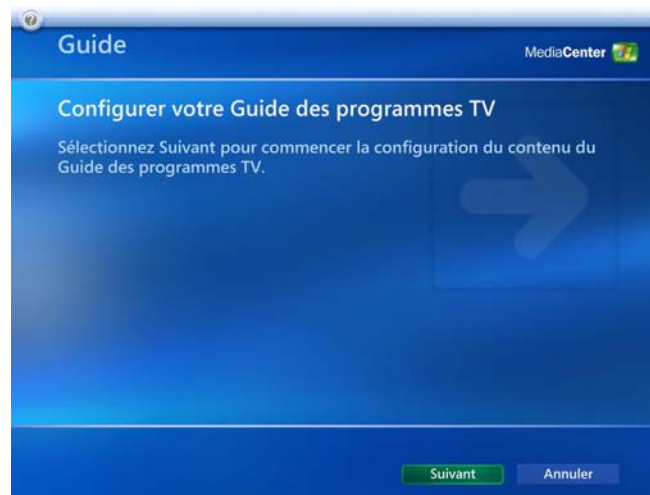 ?
Guide
MediaCenter
Configurer votre Guide des programmes TV
Sélectionnez Suivant pour commencer la configuration du contenu du
Guide des programmes TV.
Suivant
Annuler